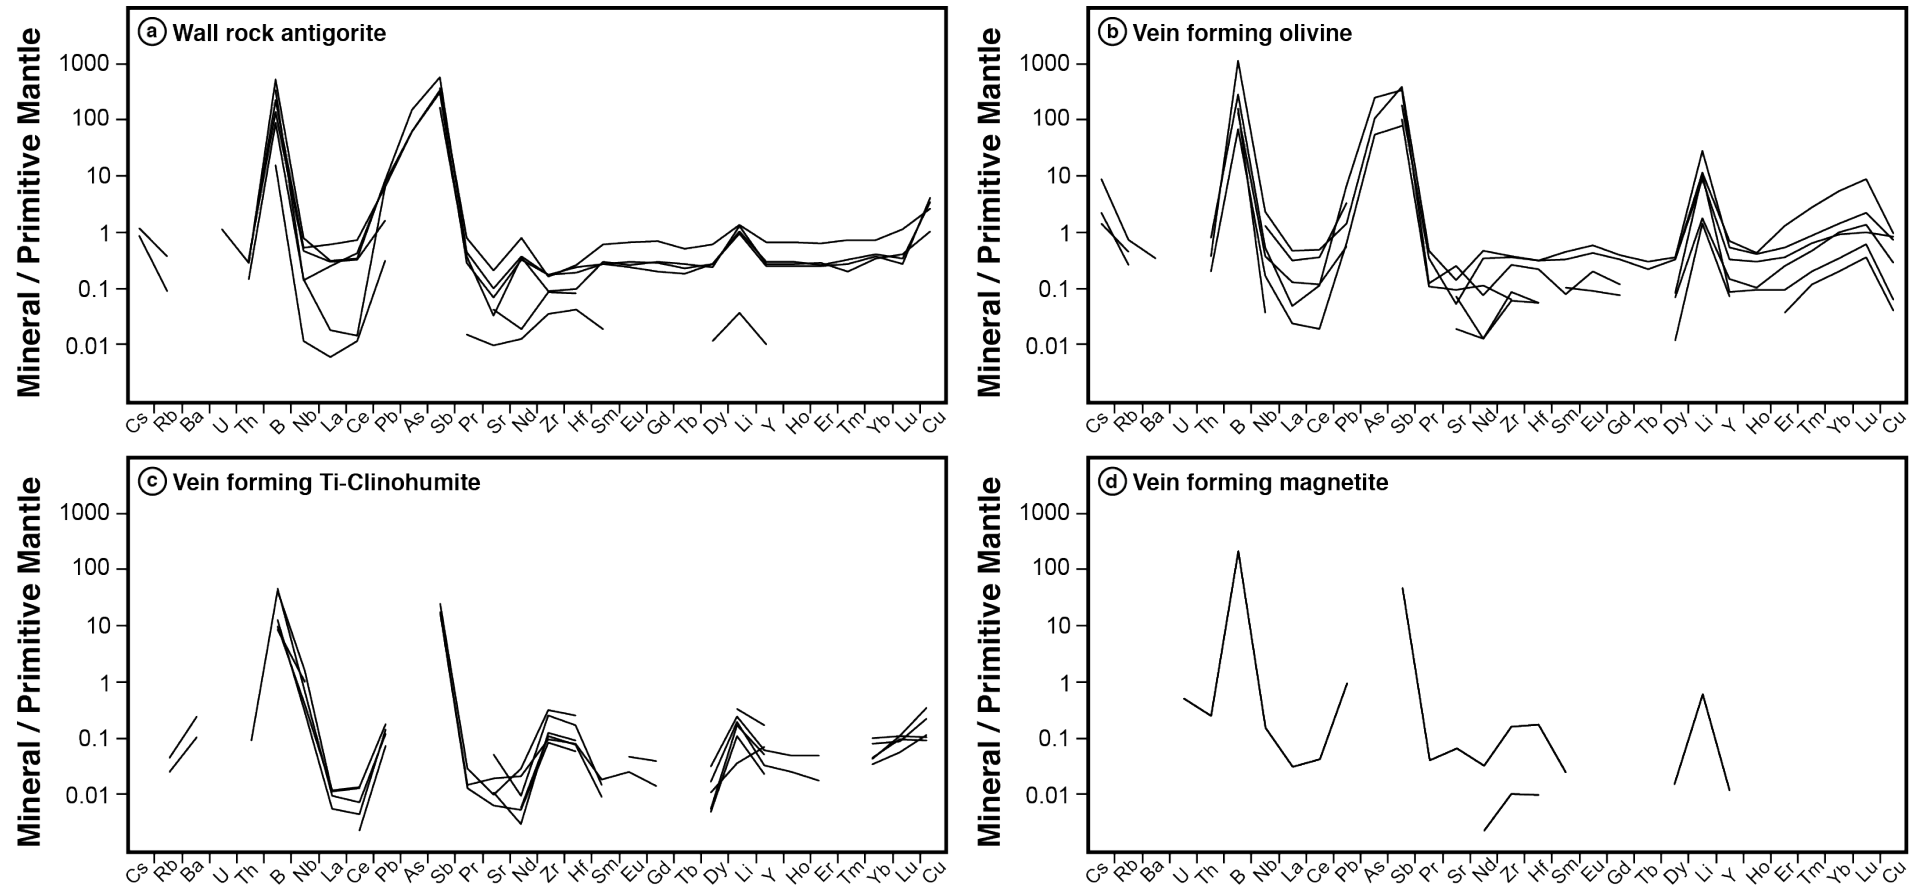 a Wall rock antigorite
Mineral / Primitive Mantle
1000
100
10
1
0.1
0.01
Cs Rb Ba U Th B Nb La Ce Pb As Sb Pr Sr Nd Zr Hf Sm Eu Gd Tb Dy Li Y Ho Er Tm Yb Lu Cu
b Vein forming olivine
Mineral / Primitive Mantle
1000
100
10
1
0.1
0.01
Cs Rb Ba U Th B Nb La Ce Pb As Sb Pr Sr Nd Zr Hf Sm Eu Gd Tb Dy Li Y Ho Er Tm Yb Lu Cu
c Vein forming Ti-Clinohumite
Mineral / Primitive Mantle
1000
100
10
1
0.1
0.01
Cs Rb Ba U Th B Nb La Ce Pb As Sb Pr Sr Nd Zr Hf Sm Eu Gd Tb Dy Li Y Ho Er Tm Yb Lu Cu
d Vein forming magnetite
Mineral / Primitive Mantle
1000
100
10
1
0.1
0.01
Cs Rb Ba U Th B Nb La Ce Pb As Sb Pr Sr Nd Zr Hf Sm Eu Gd Tb Dy Li Y Ho Er Tm Yb Lu Cu